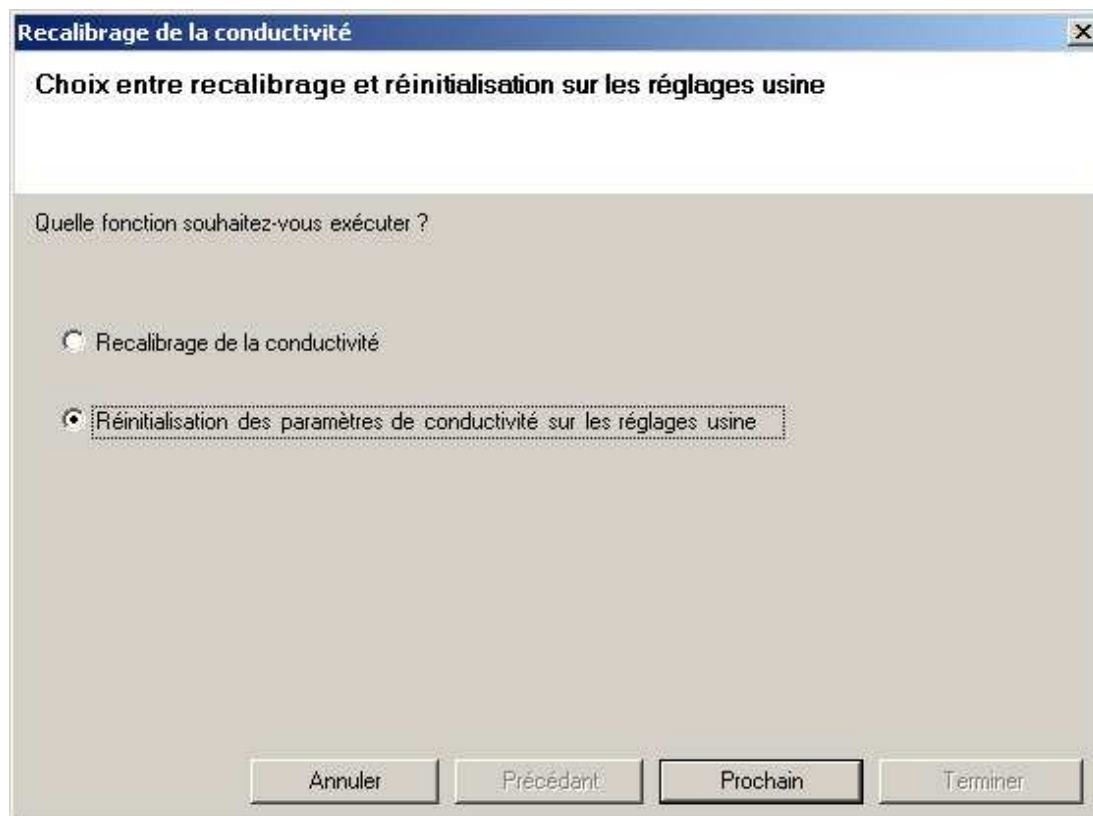 Recalibrage de la conductivité
Choix entre recalibrage et réinitialisation sur les réglages usine
Quelle fonction souhaitez-vous exécuter ?
Recalibrage de la conductivité
Réinitialisation des paramètres de conductivité sur les réglages usine
Annuler Précédant Prochain Terminer